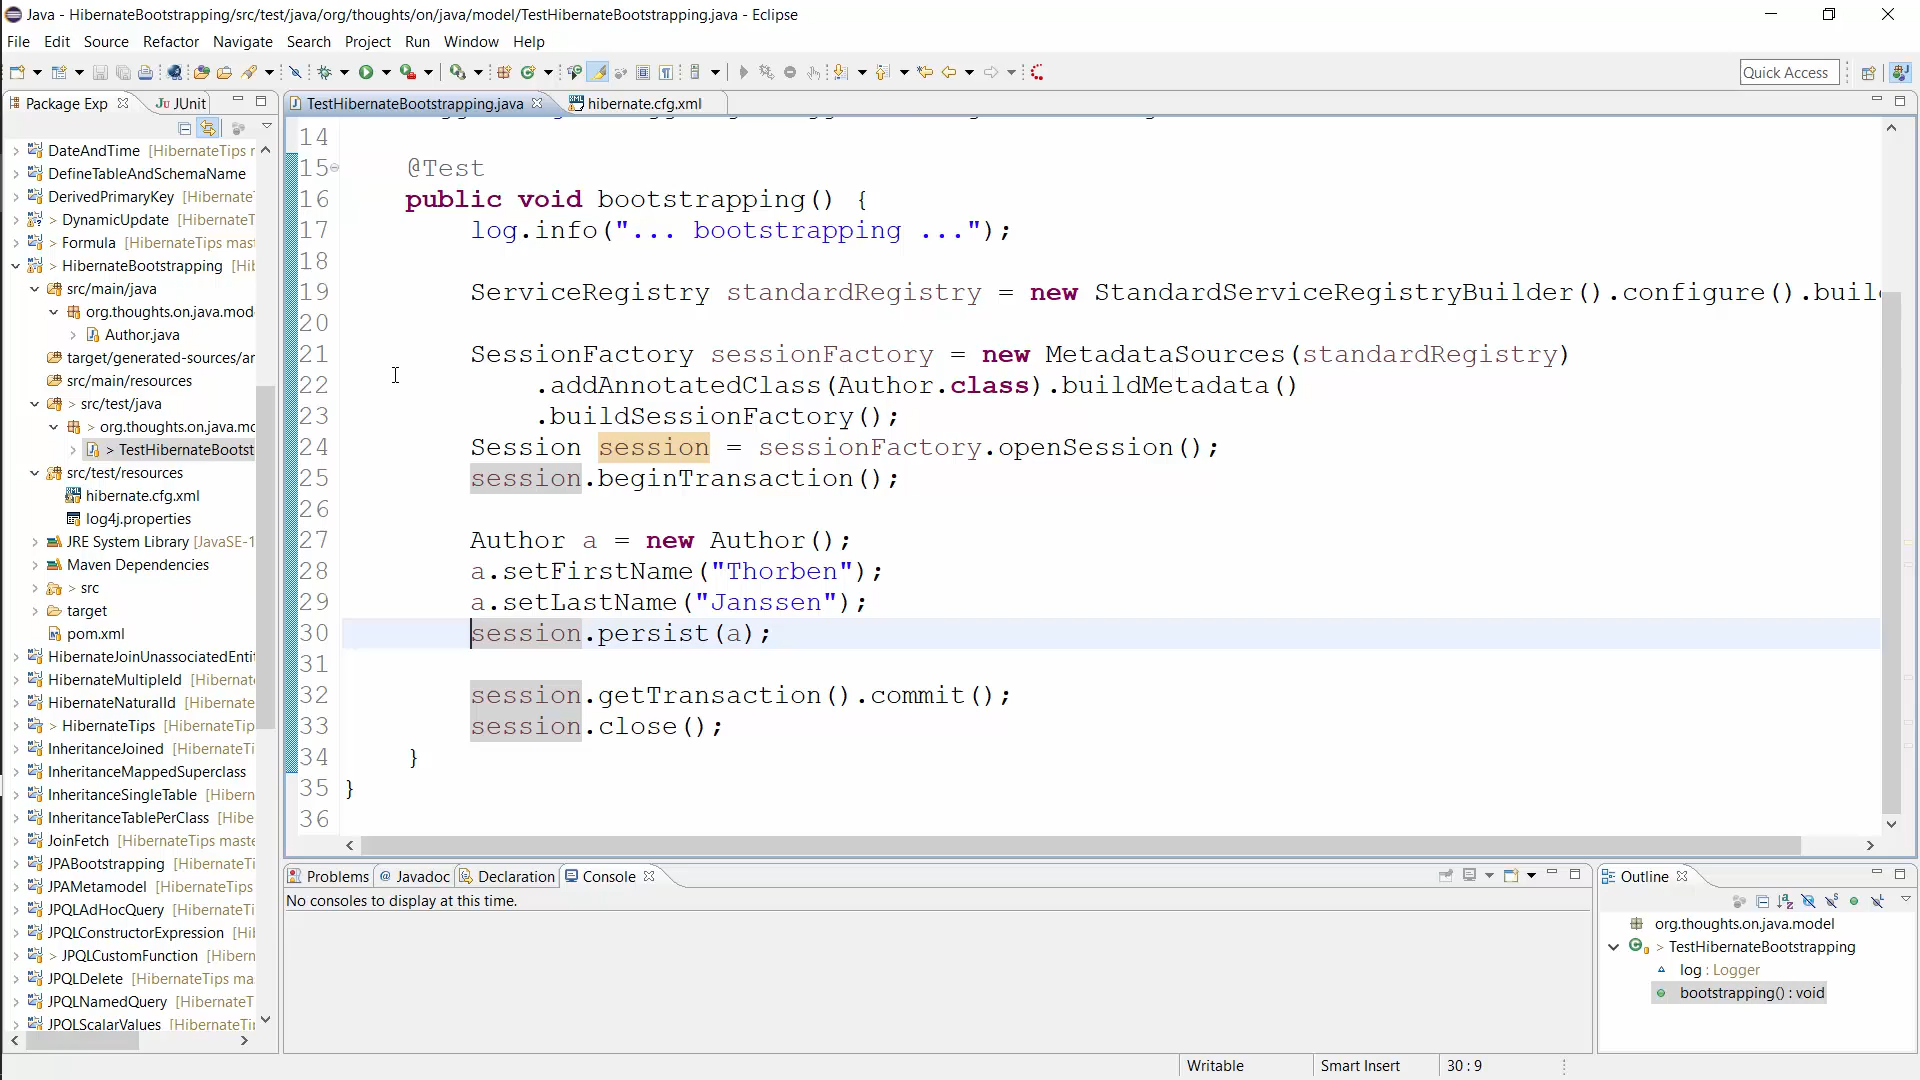 Java - HibernateBootstrapping/src/test/java/org/thoughts/on/java/model/TestHibernateBootstrapping.java - Eclipse
File Edit Source Refactor Navigate Search Project Run Window Help
Quick Access
Package Exp
JUnit
DateAndTime [HibernateTips r
DefineTableAndSchemaName
DerivedPrimaryKey [Hibernate
> DynamicUpdate [HibernateT
> Formula [HibernateTips mast
> HibernateBootstrapping [Hil
src/main/java
org.thoughts.on.java.mod
Author.java
target/generated-sources/ar
src/main/resources
> src/test/java
> org.thoughts.on.java.mo
> TestHibernateBootst
src/test/resources
hibernate.cfg.xml
log4j.properties
JRE System Library [JavaSE-1
Maven Dependencies
> src
target
pom.xml
HibernateJoinUnassociatedEnti
HibernateMultipleId [Hibernat
HibernateNaturalId [Hibernate
> HibernateTips [HibernateTip
InheritanceJoined [HibernateTi
InheritanceMappedSuperclass
InheritanceSingleTable [Hibern
InheritanceTablePerClass [Hibe
JoinFetch [HibernateTips maste
JPABootstrapping [HibernateTi
JPAMetamodel [HibernateTips
JPQLAdHocQuery [HibernateT
JPQLConstructorExpression [Hi
> JPQLCustomFunction [Hibern
JPQLDelete [HibernateTips ma
JPQLNamedQuery [HibernateT
JPQLScalarValues [HibernateTi
TestHibernateBootstrapping.java
hibernate.cfg.xml
14
15 @Test
16 public void bootstrapping() {
17 log.info("... bootstrapping ...");
18
19 ServiceRegistry standardRegistry = new StandardServiceRegistryBuilder().configure().buil
20
21 SessionFactory sessionFactory = new MetadataSources(standardRegistry)
22 .addAnnotatedClass(Author.class).buildMetadata()
23 .buildSessionFactory();
24 Session session = sessionFactory.openSession();
25 session.beginTransaction();
26
27 Author a = new Author();
28 a.setFirstName("Thorben");
29 a.setLastName("Janssen");
30 session.persist(a);
31
32 session.getTransaction().commit();
33 session.close();
34 }
35 }
36
Problems @ Javadoc Declaration Console
No consoles to display at this time.
Outline
org.thoughts.on.java.model
> TestHibernateBootstrapping
log : Logger
bootstrapping() : void
Writable Smart Insert 30 : 9